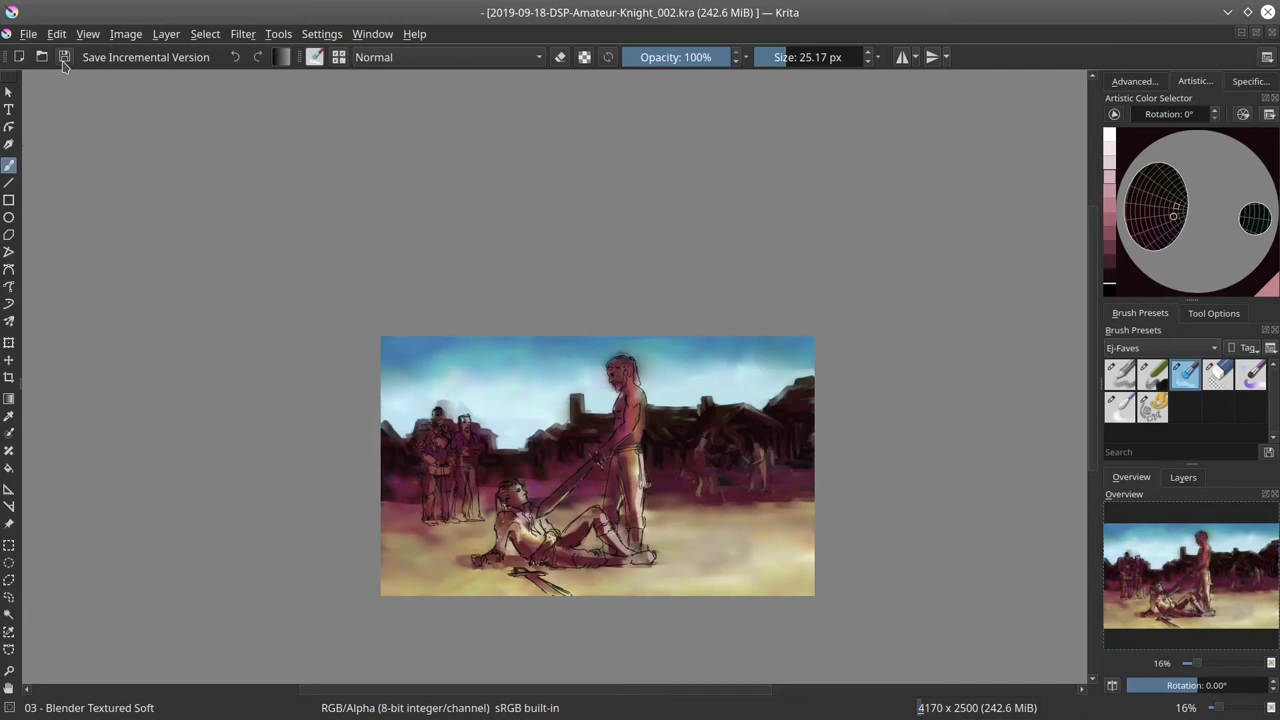 - [2019-09-18-DSP-Amateur-Knight_002.kra (242.6 MiB) ] — Krita
File Edit View Image Layer Select Filter Tools Settings Window Help
Save Incremental Version Normal Opacity: 100% Size: 25.17 px
Advanced... Artistic... Specific...
Artistic Color Selector
Rotation: 0°
Brush Presets Tool Options
Brush Presets
Ej-Faves Tag
Search
Overview Layers
Overview
16%
Rotation: 0.00°
03 - Blender Textured Soft RGB/Alpha (8-bit integer/channel) sRGB built-in 4170 x 2500 (242.6 MiB) 16%